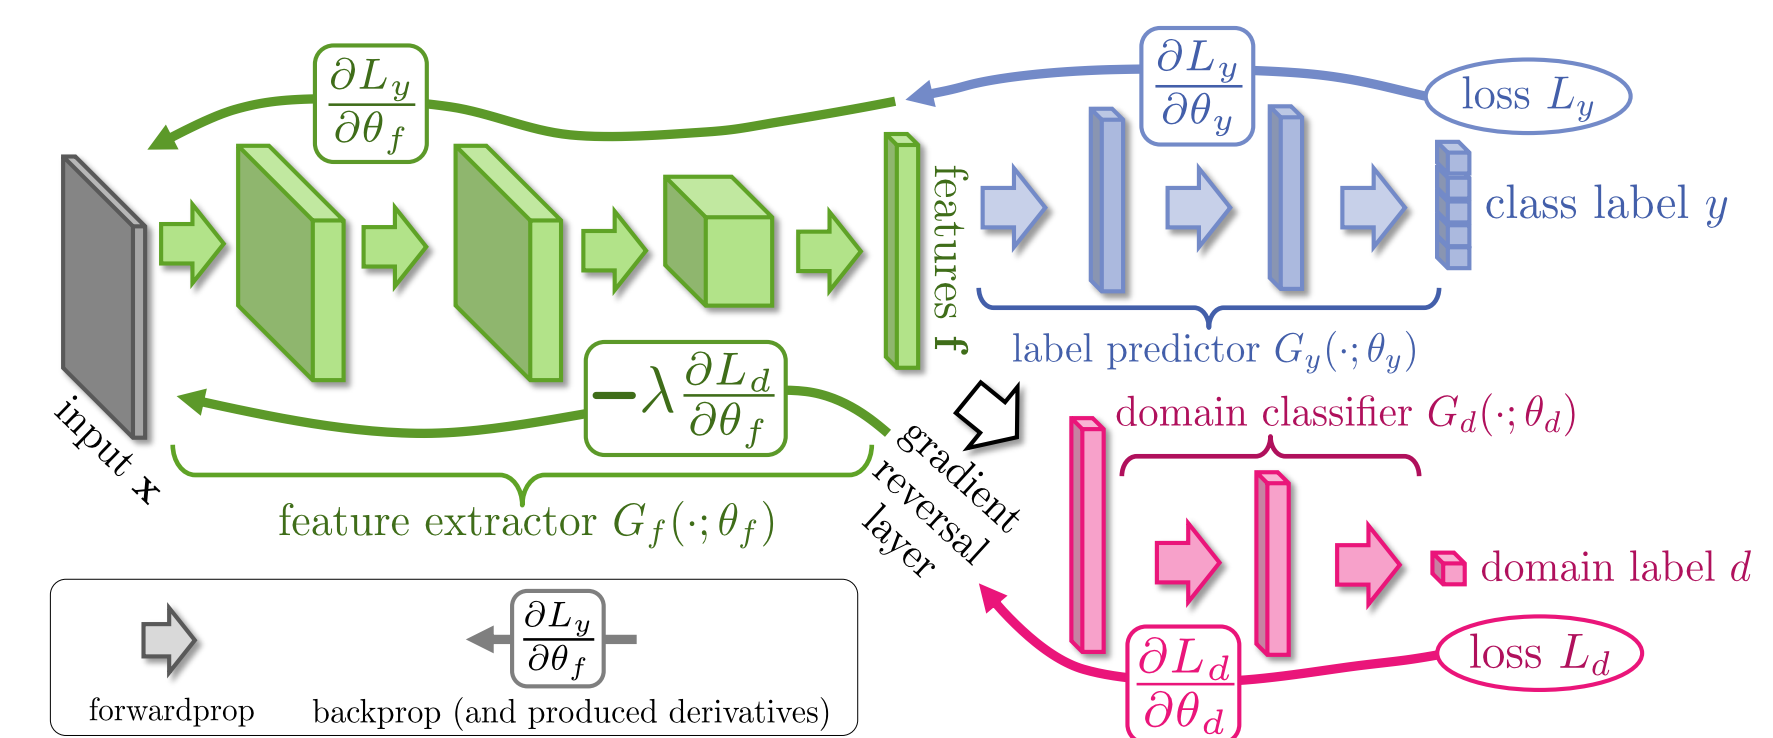 ∂L_y/∂θ_f
∂L_y/∂θ_y
loss L_y
features f
class label y
label predictor G_y(·; θ_y)
−λ ∂L_d/∂θ_f
input x
feature extractor G_f(·; θ_f)
gradient
reversal
layer
domain classifier G_d(·; θ_d)
domain label d
loss L_d
∂L_d/∂θ_d
∂L_y/∂θ_f
forwardprop
backprop (and produced derivatives)